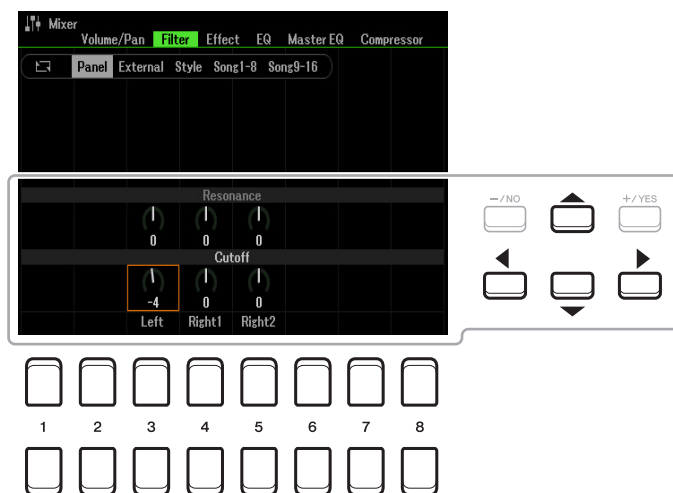 Mixer
Volume/Pan Filter Effect EQ Master EQ Compressor
Panel External Style Song1-8 Song9-16
Resonance
0 0 0
Cutoff
-4 0 0
Left Right1 Right2
−/NO +/YES
1 2 3 4 5 6 7 8